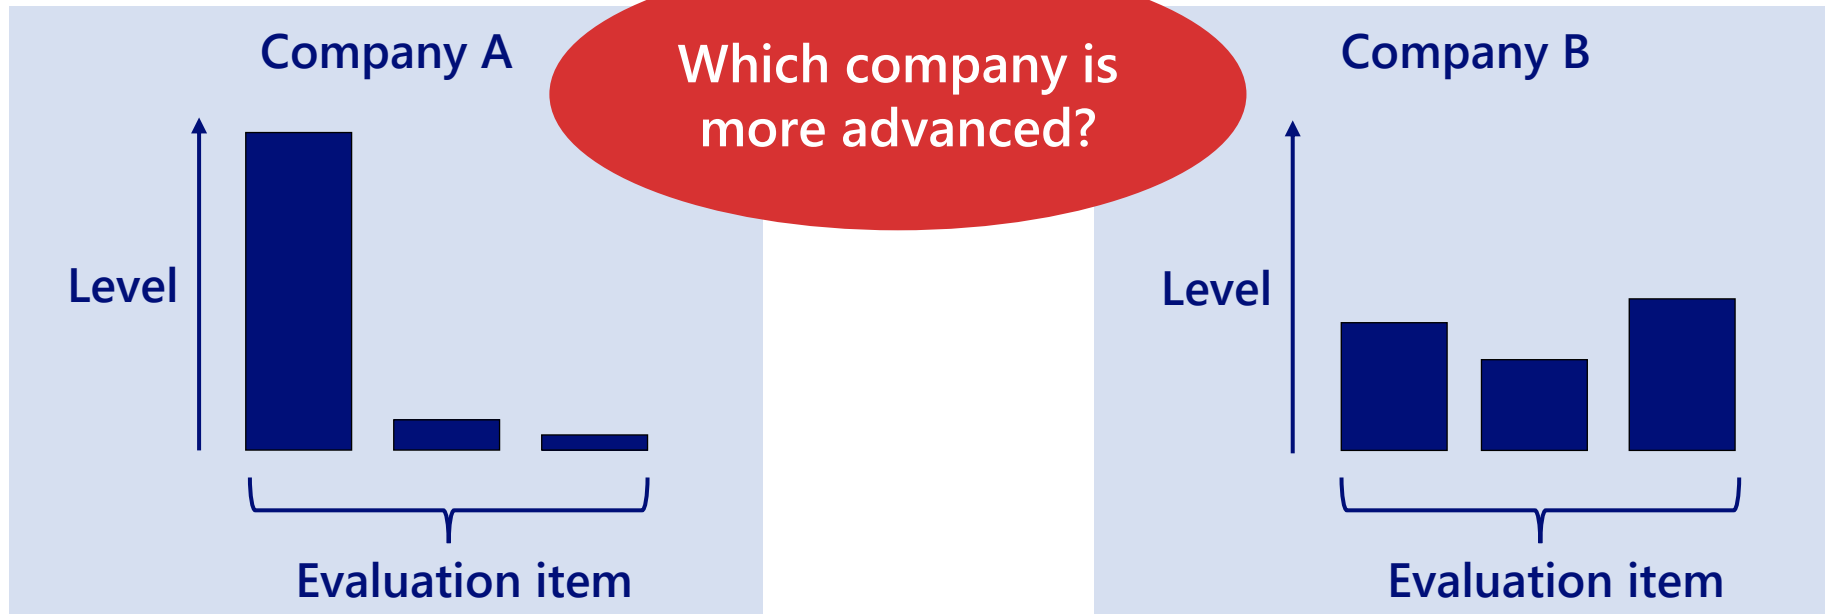 Company A
Which company is
more advanced?
Company B
Level
Level
Evaluation item
Evaluation item